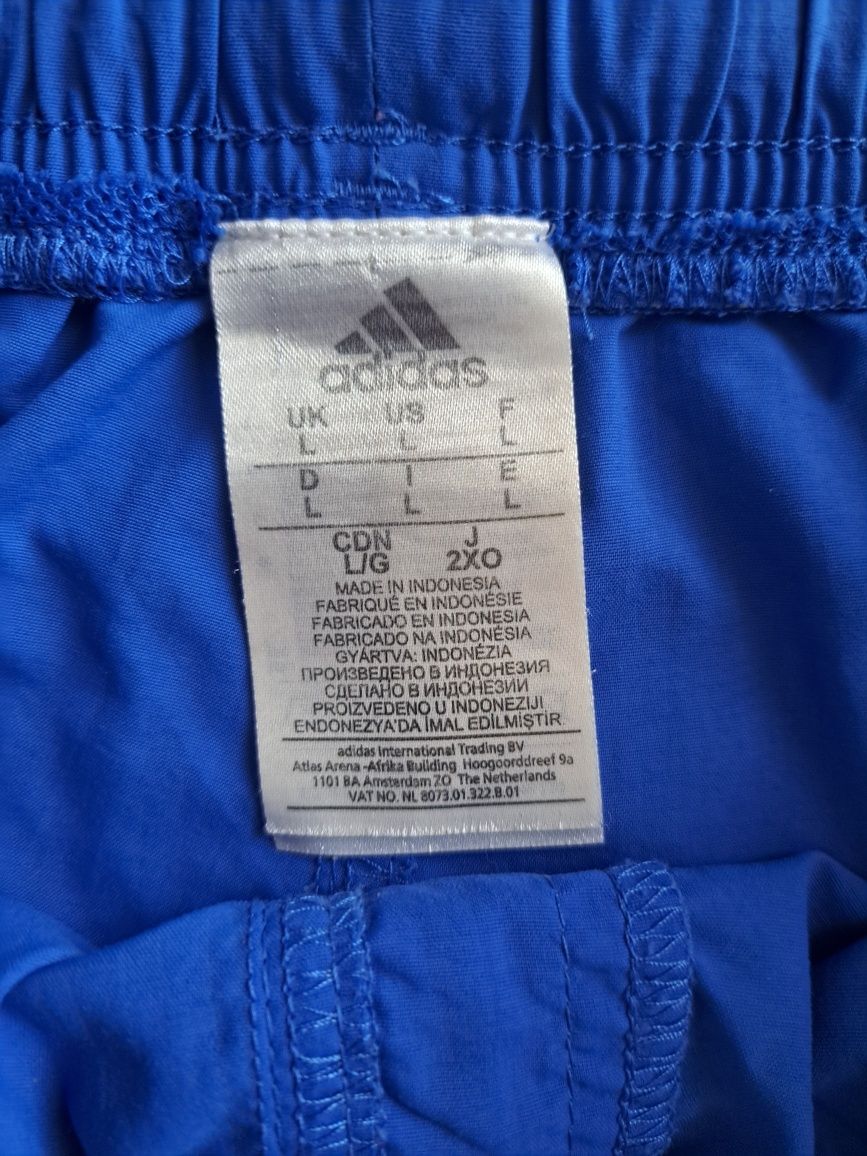 adidas
UK US F
L L L
D I E
L L L
CDN J
L/G 2XO
MADE IN INDONESIA
FABRIQUÉ EN INDONÉSIE
FABRICADO EN INDONESIA
FABRICADO NA INDONÉSIA
GYÁRTVA: INDONÉZIA
ПРОИЗВЕДЕНО В ИНДОНЕЗИЯ
СДЕЛАНО В ИНДОНЕЗИИ
PROIZVEDENO U INDONEZIJI
ENDONEZYA'DA İMAL EDİLMİŞTİR
adidas International Trading BV
Atlas Arena -Afrika Building Hoogoorddreef 9a
1101 BA Amsterdam ZO The Netherlands
VAT NO. NL 8073.01.322.B.01